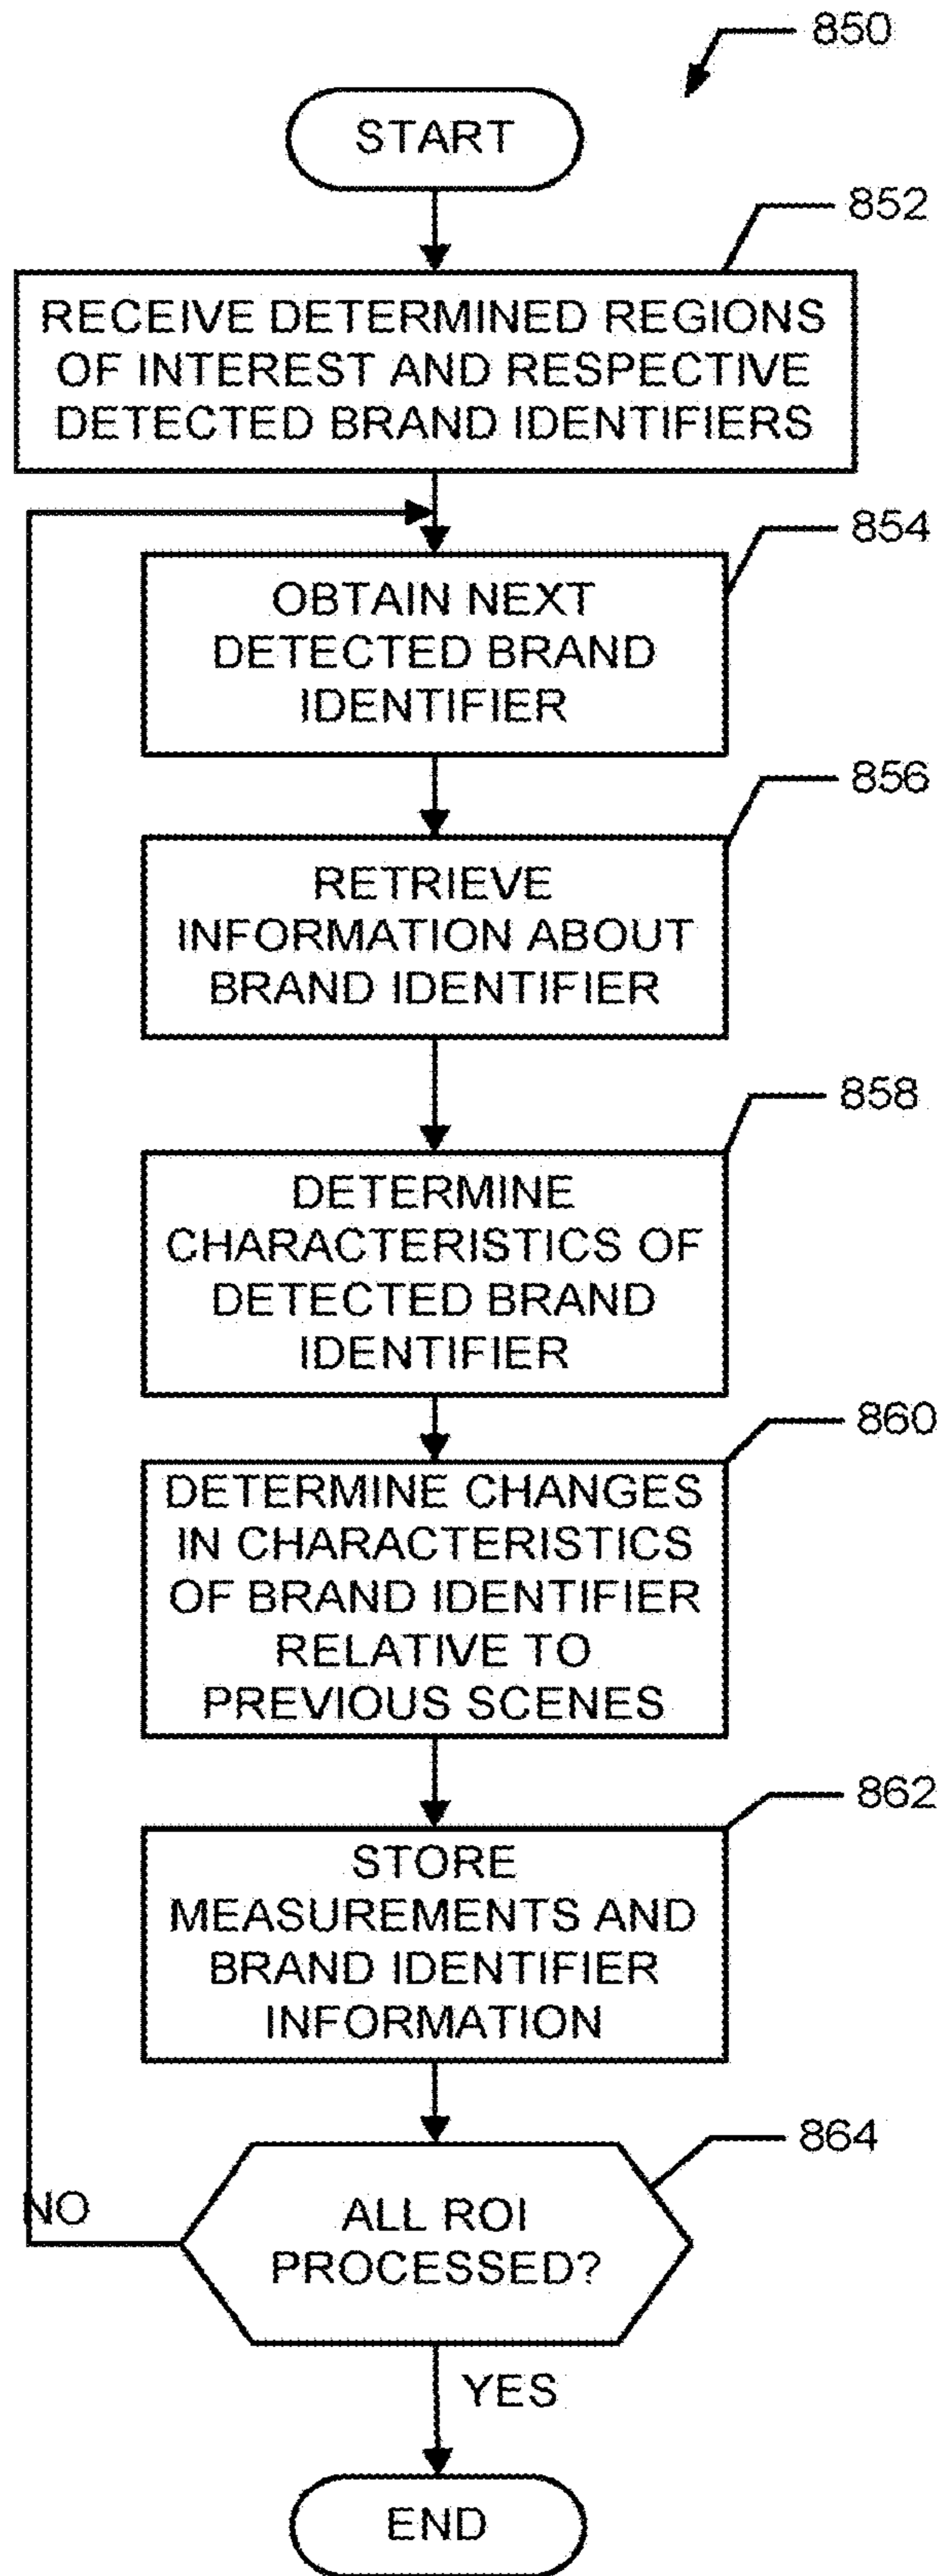 850
START
852
RECEIVE DETERMINED REGIONS
OF INTEREST AND RESPECTIVE
DETECTED BRAND IDENTIFIERS
854
OBTAIN NEXT
DETECTED BRAND
IDENTIFIER
856
RETRIEVE
INFORMATION ABOUT
BRAND IDENTIFIER
858
DETERMINE
CHARACTERISTICS OF
DETECTED BRAND
IDENTIFIER
860
DETERMINE CHANGES
IN CHARACTERISTICS
OF BRAND IDENTIFIER
RELATIVE TO
PREVIOUS SCENES
862
STORE
MEASUREMENTS AND
BRAND IDENTIFIER
INFORMATION
864
ALL ROI
PROCESSED?
NO
YES
END